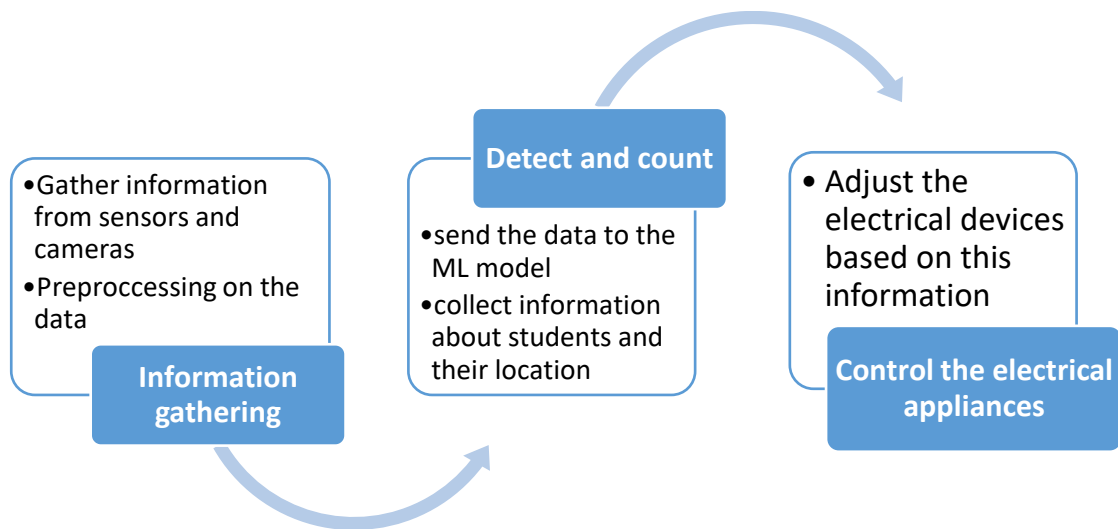 •Gather information
from sensors and
cameras
•Preproccessing on the
data
Information
gathering
Detect and count
•send the data to the
ML model
•collect information
about students and
their location
• Adjust the
electrical devices
based on this
information
Control the electrical
appliances